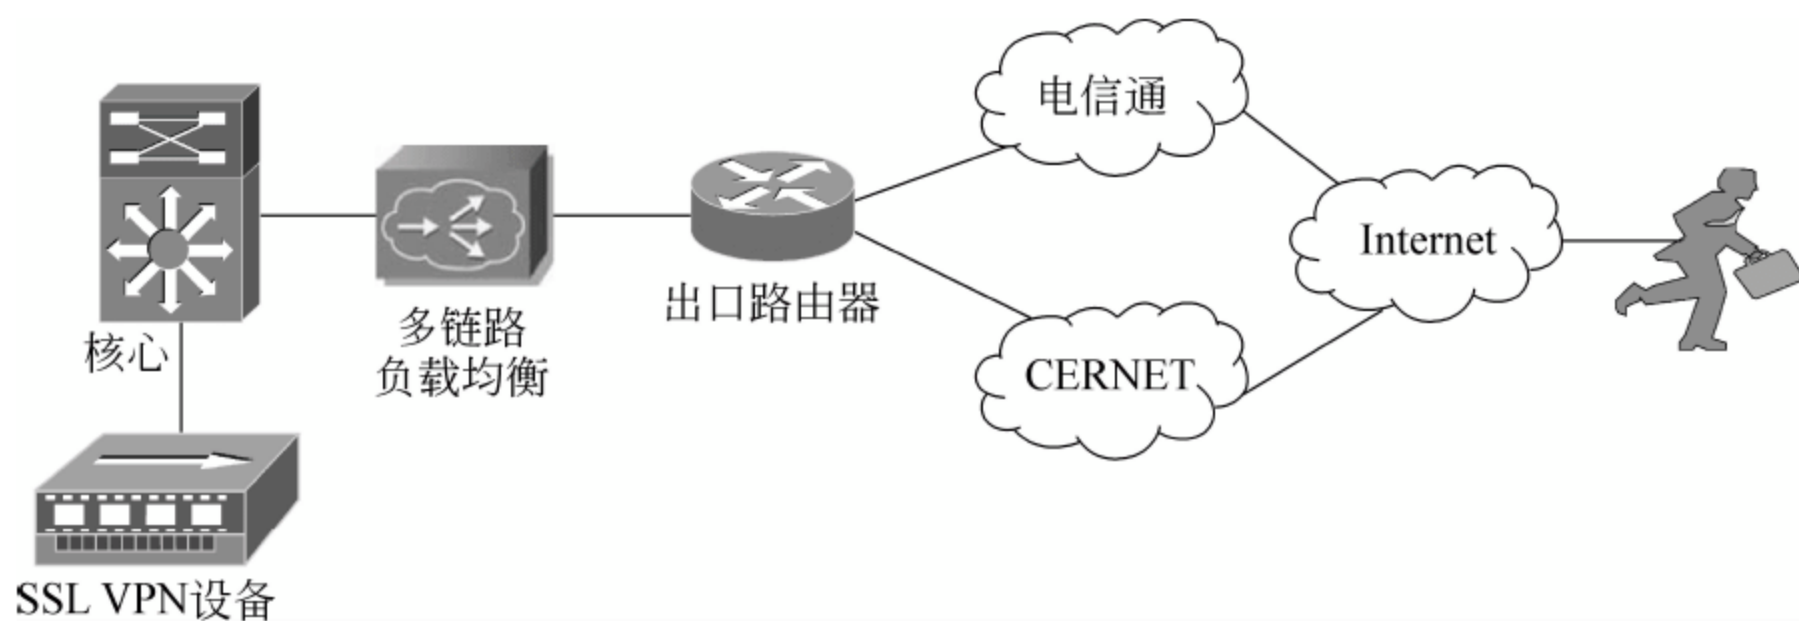 电信通
Internet
出口路由器
多链路
负载均衡
核心
CERNET
SSL VPN设备